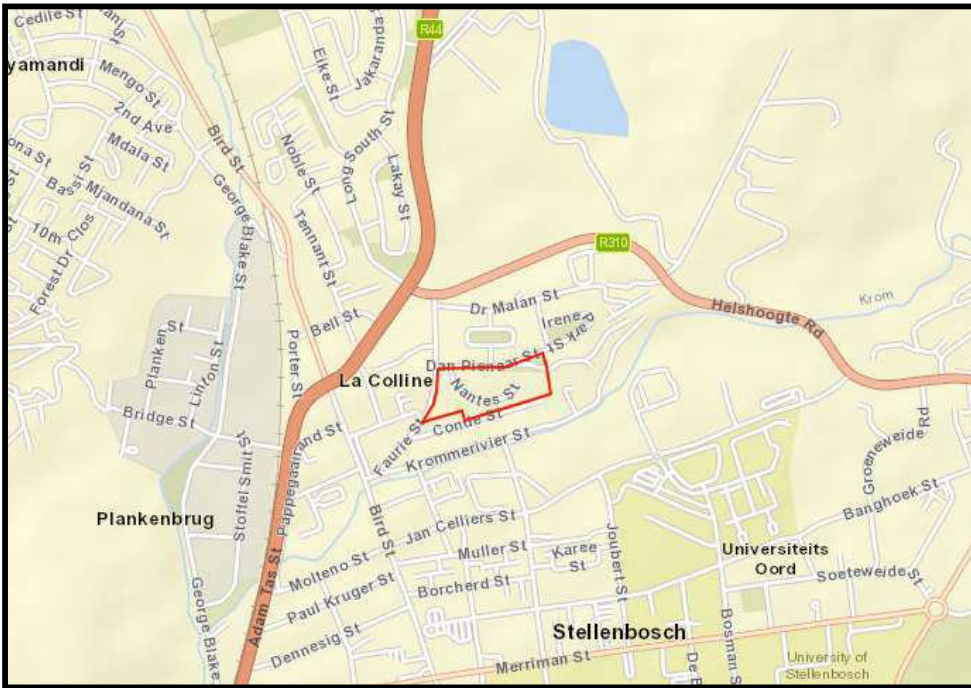 Cedile St
R44
yamandi
Mengo St
2nd Ave
Mdala St
Bassi St
Mjandana St
10th
Clos
Forest Dr
Bird St
George Blake St
Eike St
Jakaranda
Noble St
Long South St
Lakay St
Tennant St
R310
Helshoogte Rd
Krom
Dr Malan St
Irene Park St
Bell St
Dan Pienaar St
La Colline
Nantes St
Conde St
Faurie St
Krommerivier St
Planken St
Linton St
Porter St
Bridge St
Stoffel Smit St
Pappegaairand St
Plankenbrug
Bird St
Jan Celliers St
Muller St
Karee St
Joubert St
Groeneweide Rd
Banghoek St
Universiteits
Oord
Soeteweide St
Molteno St
Paul Kruger St
Borcherd St
Dennesig St
Adam Tas St
George Blake
Stellenbosch
Merriman St
Bosman St
University of
Stellenbosch